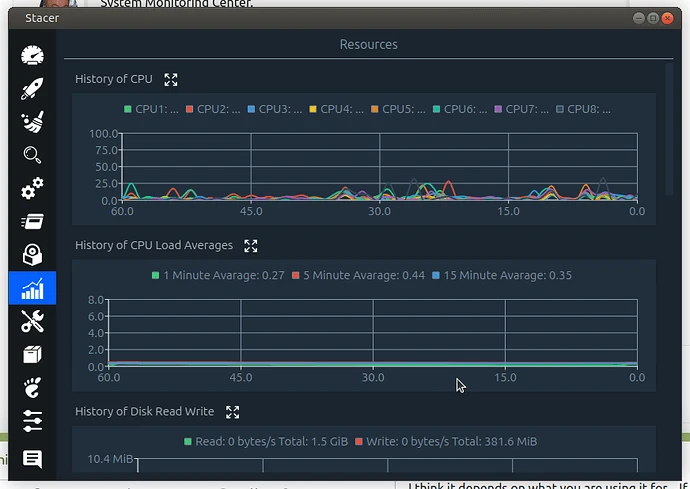 System Monitoring Center.
Stacer
Resources
History of CPU
CPU1: ... CPU2: ... CPU3: ... CPU4: ... CPU5: ... CPU6: ... CPU7: ... CPU8: ...
100.0
75.0
50.0
25.0
0.0
60.0 45.0 30.0 15.0 0.0
History of CPU Load Averages
1 Minute Avarage: 0.27 5 Minute Avarage: 0.44 15 Minute Avarage: 0.35
8.0
6.0
4.0
2.0
0.0
60.0 45.0 30.0 15.0 0.0
History of Disk Read Write
Read: 0 bytes/s Total: 1.5 GiB Write: 0 bytes/s Total: 381.6 MiB
10.4 MiB
I think it depends on what you are using it for. If